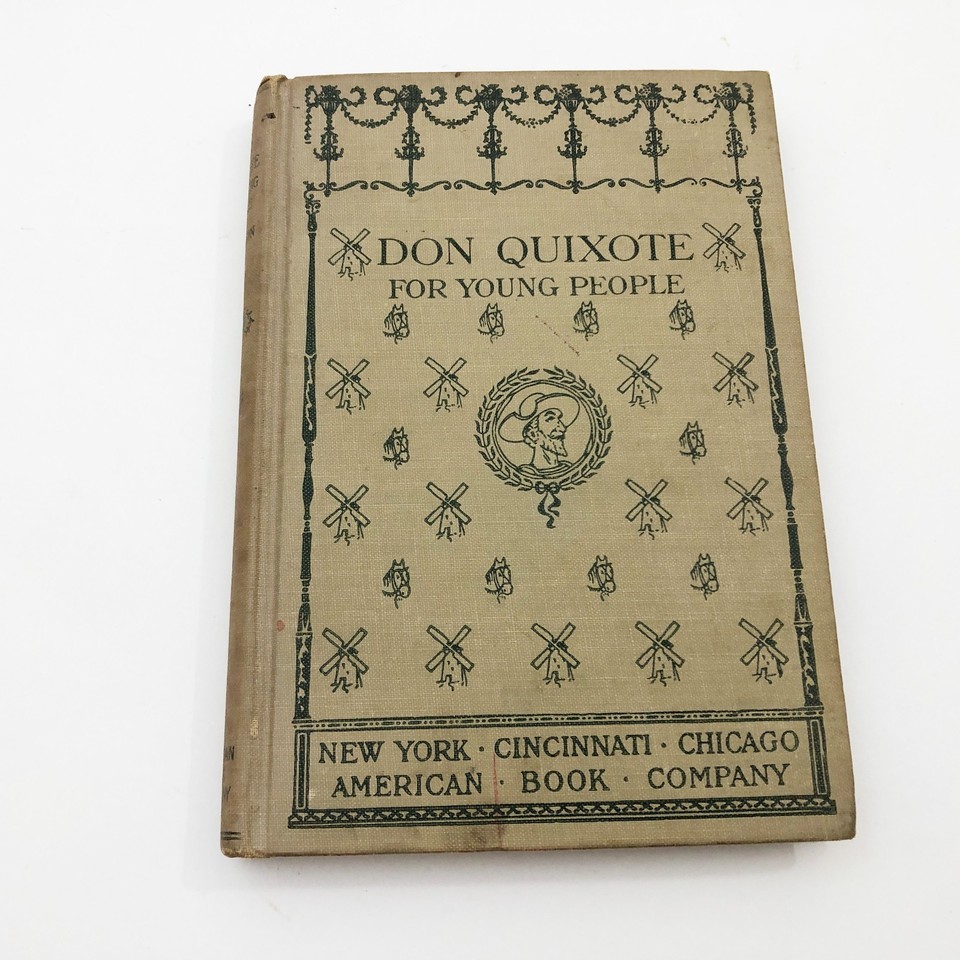 DON QUIXOTE
FOR YOUNG PEOPLE
NEW YORK · CINCINNATI · CHICAGO
AMERICAN · BOOK · COMPANY